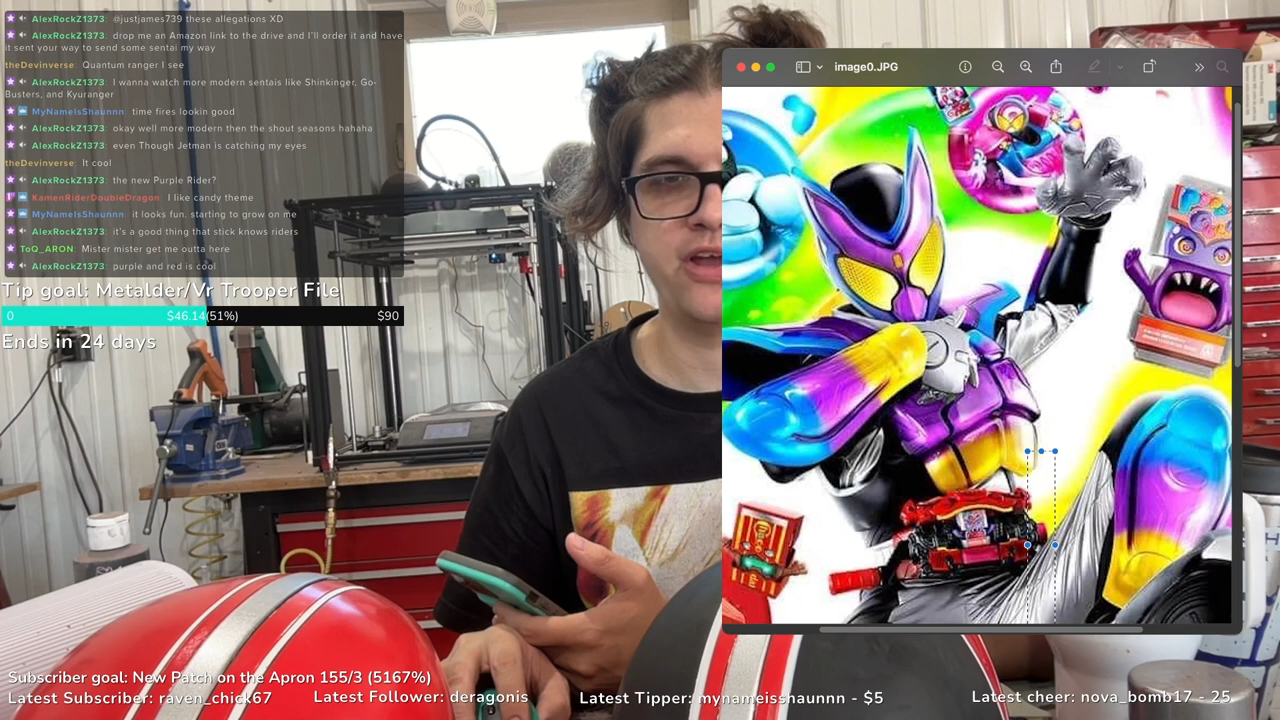 AlexRockZ1373: @justjames739 these allegations XD
AlexRockZ1373: drop me an Amazon link to the drive and I'll order it and have
it sent your way to send some sentai my way
theDevinverse: Quantum ranger I see
AlexRockZ1373: I wanna watch more modern sentais like Shinkinger, Go-
Busters, and Kyuranger
MyNameIsShaunnn: time fires lookin good
AlexRockZ1373: okay well more modern then the shout seasons hahaha
AlexRockZ1373: even Though Jetman is catching my eyes
theDevinverse: It cool
AlexRockZ1373: the new Purple Rider?
KamenRiderDoubleDragon: I like candy theme
MyNameIsShaunnn: it looks fun. starting to grow on me
AlexRockZ1373: it's a good thing that stick knows riders
ToQ_ARON: Mister mister get me outta here
AlexRockZ1373: purple and red is cool
Tip goal: Metalder/Vr Trooper File
0 $46.14(51%) $90
Ends in 24 days
image0.JPG
Subscriber goal: New Patch on the Apron 155/3 (5167%)
Latest Subscriber: raven_chick67
Latest Follower: deragonis
Latest Tipper: mynameisshaunnn - $5
Latest cheer: nova_bomb17 - 25